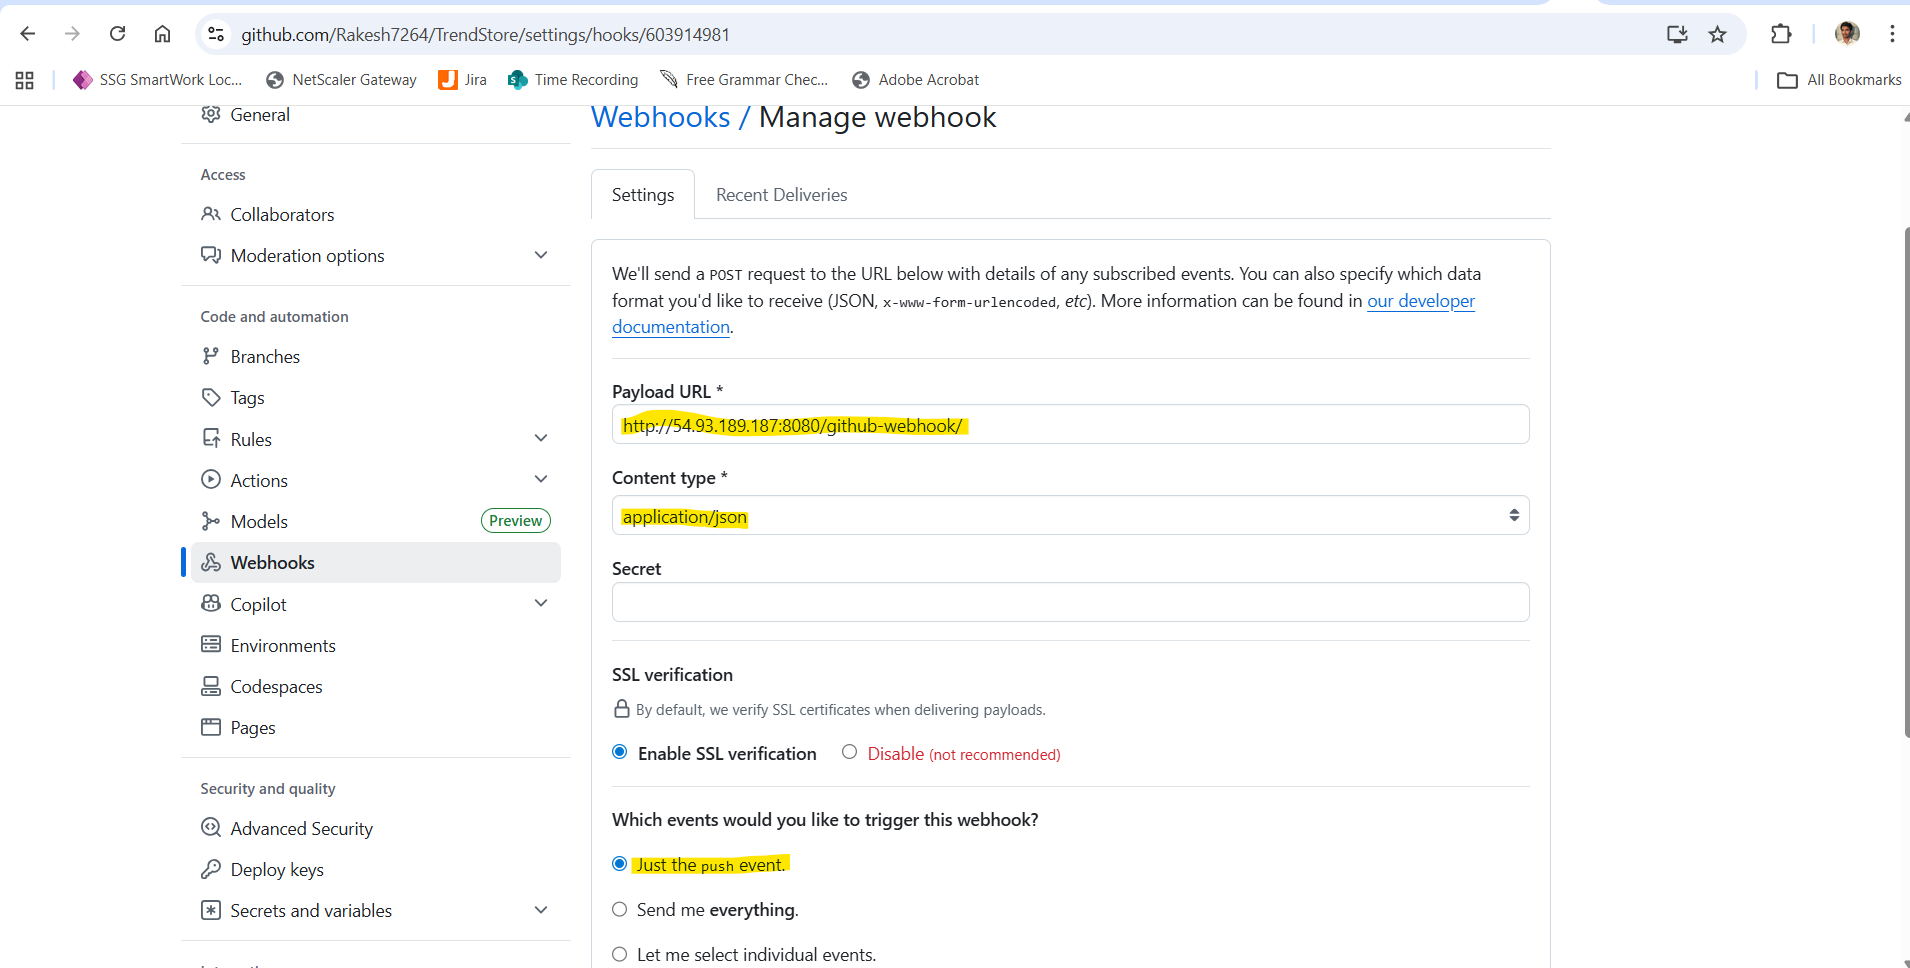 github.com/Rakesh7264/TrendStore/settings/hooks/603914981
SSG SmartWork Loc...
NetScaler Gateway
Jira
Time Recording
Free Grammar Chec...
Adobe Acrobat
All Bookmarks
General
Access
Collaborators
Moderation options
Code and automation
Branches
Tags
Rules
Actions
Models
Preview
Webhooks
Copilot
Environments
Codespaces
Pages
Security and quality
Advanced Security
Deploy keys
Secrets and variables
Webhooks / Manage webhook
Settings
Recent Deliveries
We'll send a POST request to the URL below with details of any subscribed events. You can also specify which data
format you'd like to receive (JSON, x-www-form-urlencoded, etc). More information can be found in our developer
documentation.
Payload URL *
http://54.93.189.187:8080/github-webhook/
Content type *
application/json
Secret
SSL verification
By default, we verify SSL certificates when delivering payloads.
Enable SSL verification
Disable (not recommended)
Which events would you like to trigger this webhook?
Just the push event.
Send me everything.
Let me select individual events.